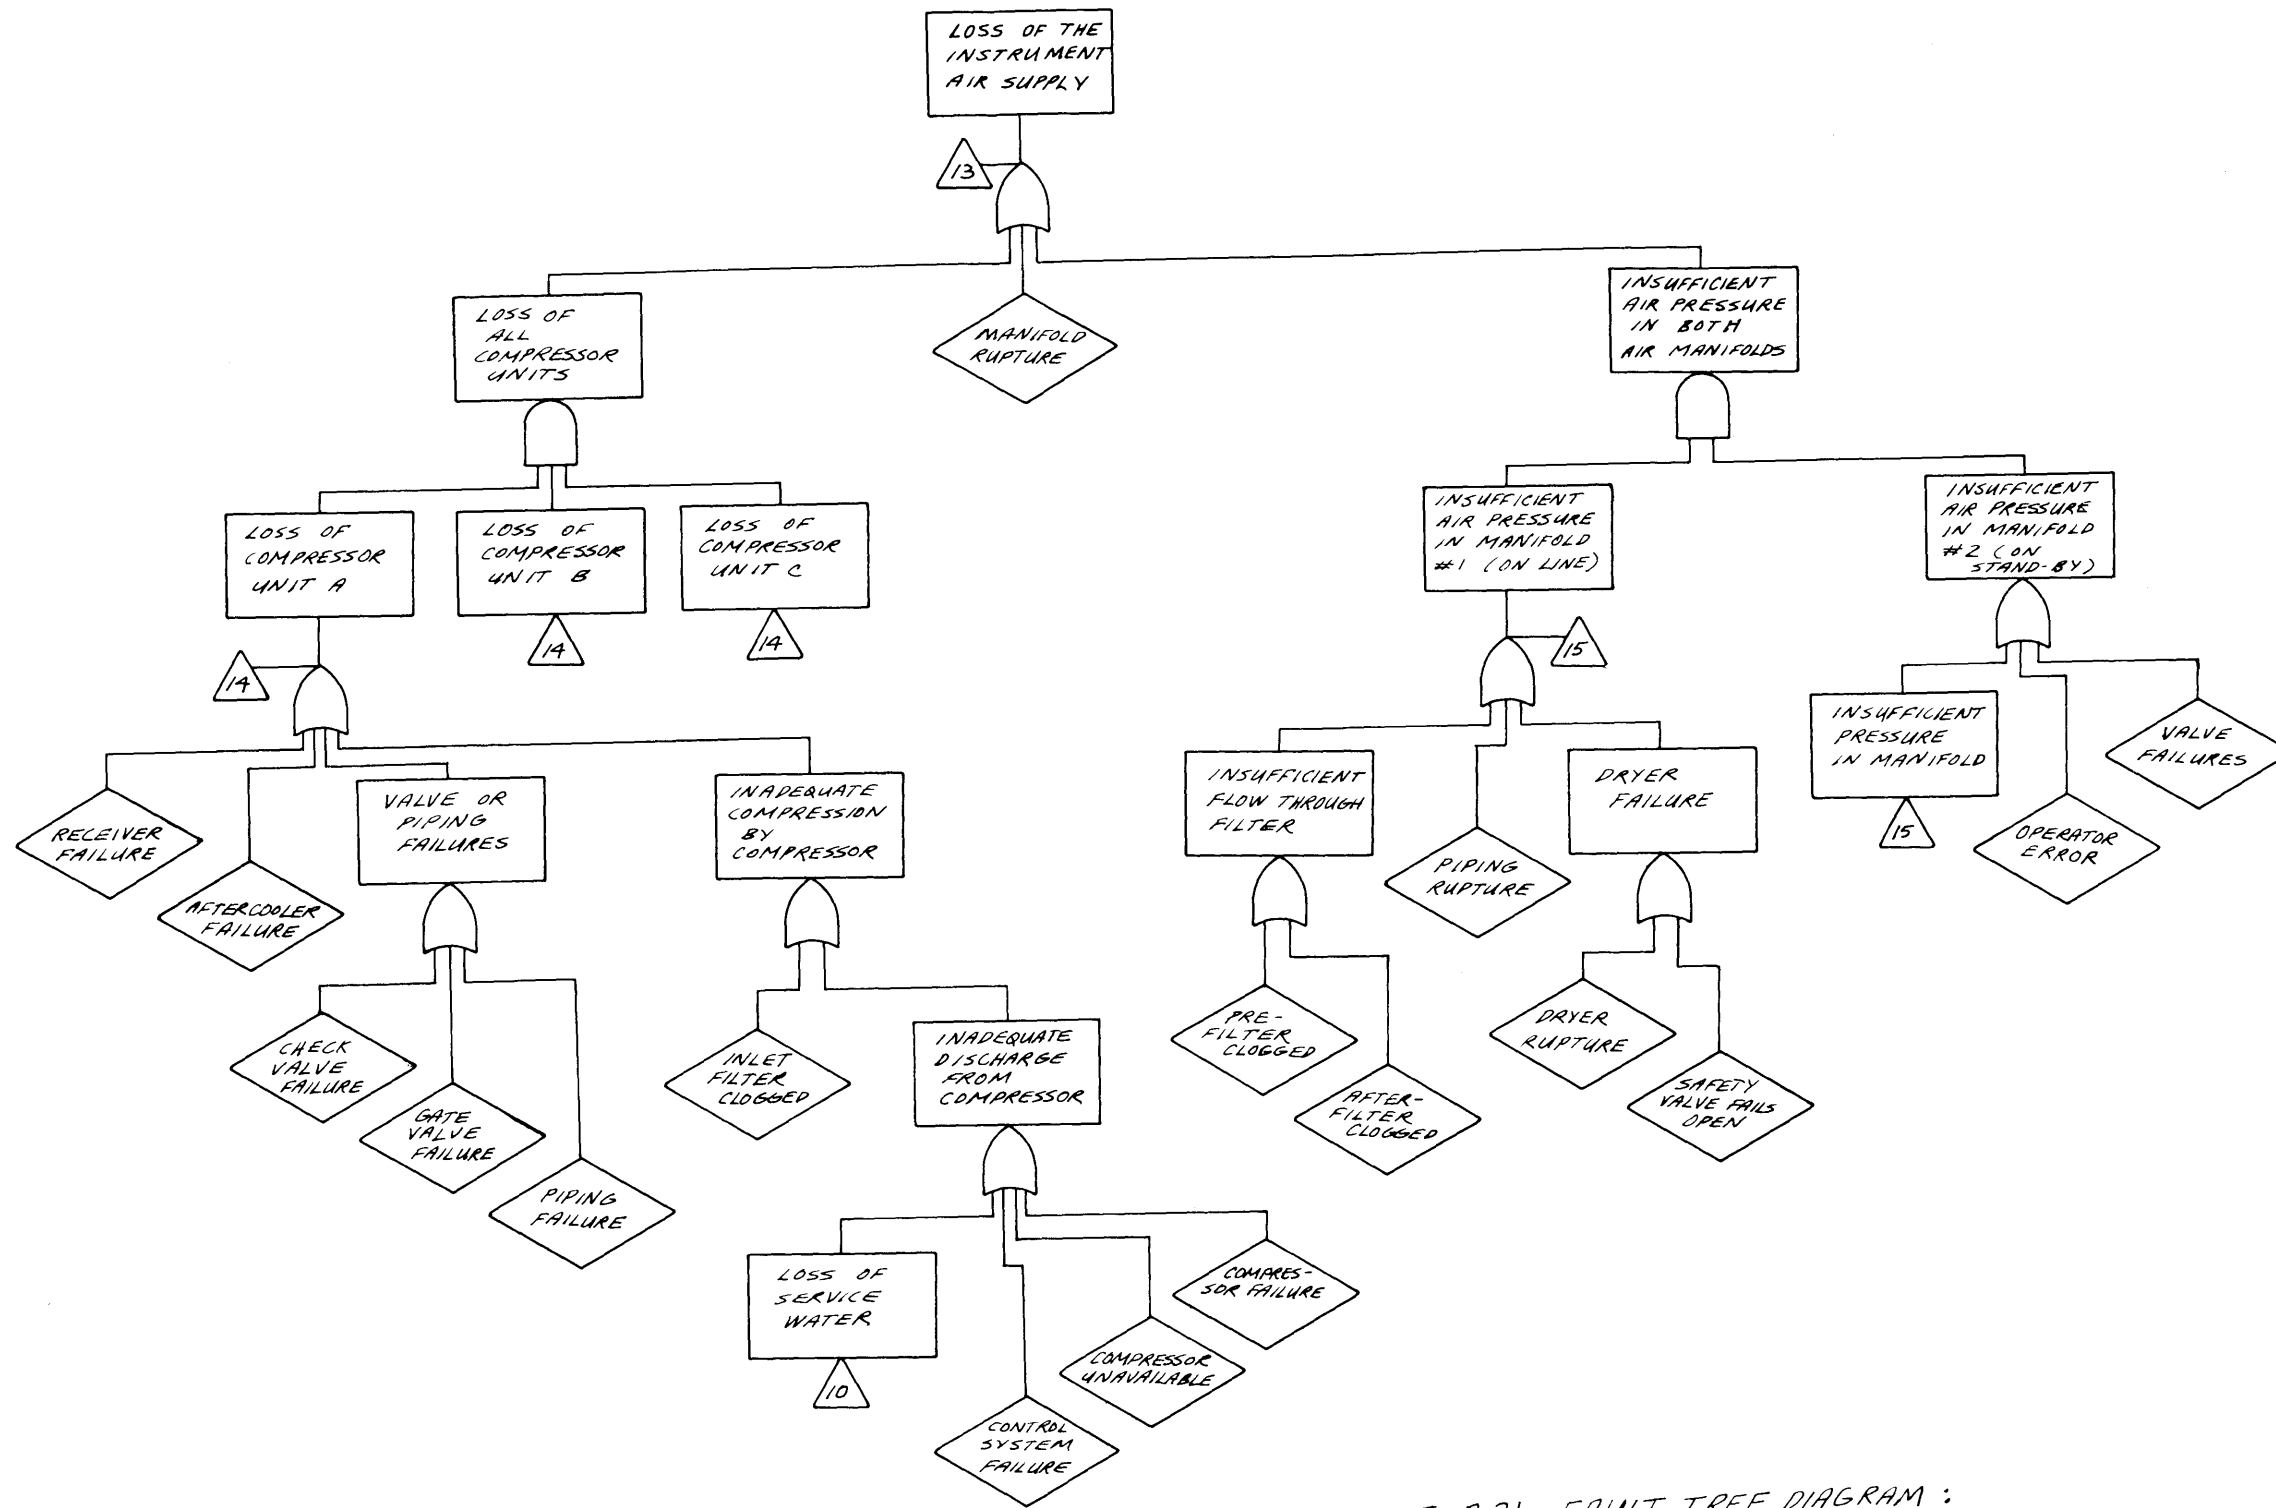 LOSS OF THE
INSTRUMENT
AIR SUPPLY
13
LOSS OF
ALL
COMPRESSOR
UNITS
MANIFOLD
RUPTURE
INSUFFICIENT
AIR PRESSURE
IN BOTH
AIR MANIFOLDS
LOSS OF
COMPRESSOR
UNIT A
LOSS OF
COMPRESSOR
UNIT B
LOSS OF
COMPRESSOR
UNIT C
INSUFFICIENT
AIR PRESSURE
IN MANIFOLD
#1 (ON LINE)
INSUFFICIENT
AIR PRESSURE
IN MANIFOLD
#2 (ON
STAND-BY)
14
14
14
15
RECEIVER
FAILURE
AFTERCOOLER
FAILURE
VALVE OR
PIPING
FAILURES
INADEQUATE
COMPRESSION
BY
COMPRESSOR
INSUFFICIENT
FLOW THROUGH
FILTER
PIPING
RUPTURE
DRYER
FAILURE
INSUFFICIENT
PRESSURE
IN MANIFOLD
15
OPERATOR
ERROR
VALVE
FAILURES
CHECK
VALVE
FAILURE
GATE
VALVE
FAILURE
PIPING
FAILURE
INLET
FILTER
CLOGGED
INADEQUATE
DISCHARGE
FROM
COMPRESSOR
PRE-
FILTER
CLOGGED
AFTER-
FILTER
CLOGGED
DRYER
RUPTURE
SAFETY
VALVE FAILS
OPEN
LOSS OF
SERVICE
WATER
10
CONTROL
SYSTEM
FAILURE
COMPRESSOR
UNAVAILABLE
COMPRES-
SOR FAILURE
FAULT TREE DIAGRAM: